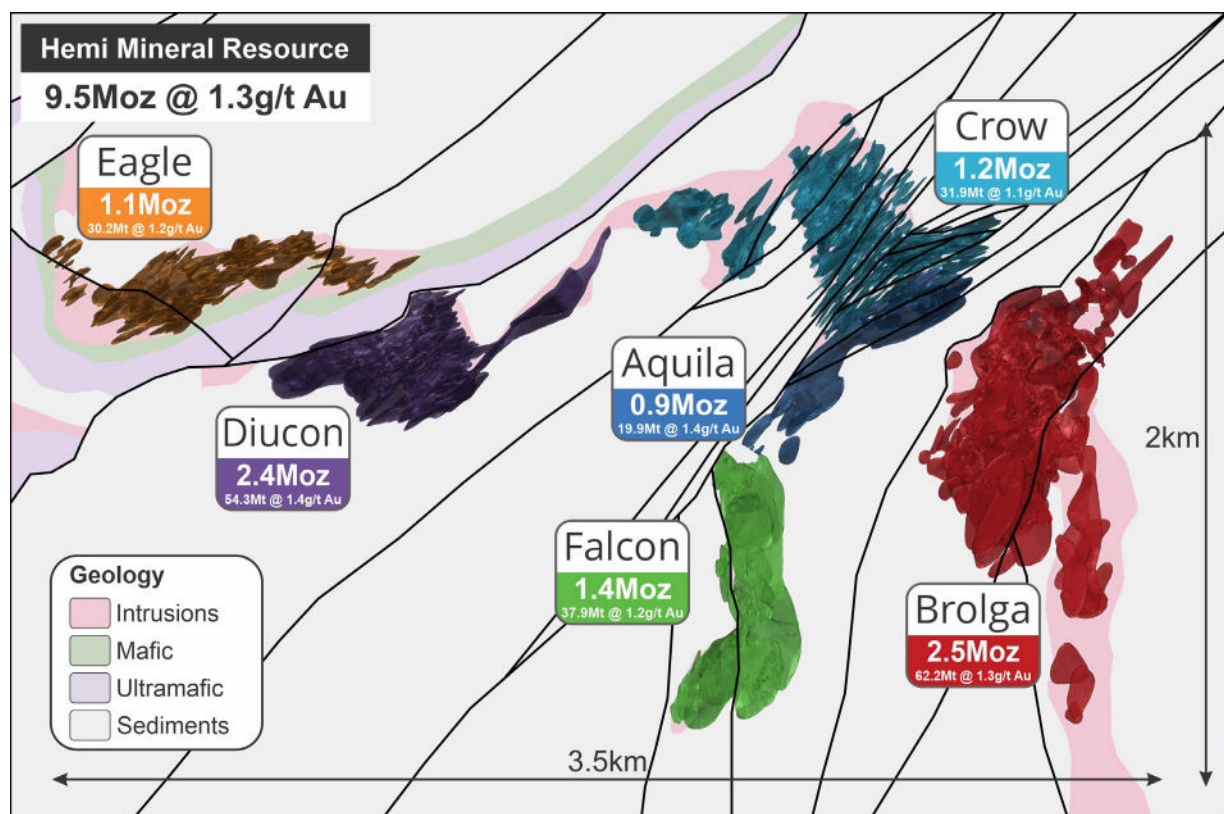 Hemi Mineral Resource
9.5Moz @ 1.3g/t Au
Eagle
1.1Moz
30.2Mt @ 1.2g/t Au
Crow
1.2Moz
31.9Mt @ 1.1g/t Au
Aquila
0.9Moz
19.9Mt @ 1.4g/t Au
Diucon
2.4Moz
54.3Mt @ 1.4g/t Au
2km
Falcon
1.4Moz
37.9Mt @ 1.2g/t Au
Brolga
2.5Moz
62.2Mt @ 1.3g/t Au
Geology
Intrusions
Mafic
Ultramafic
Sediments
3.5km